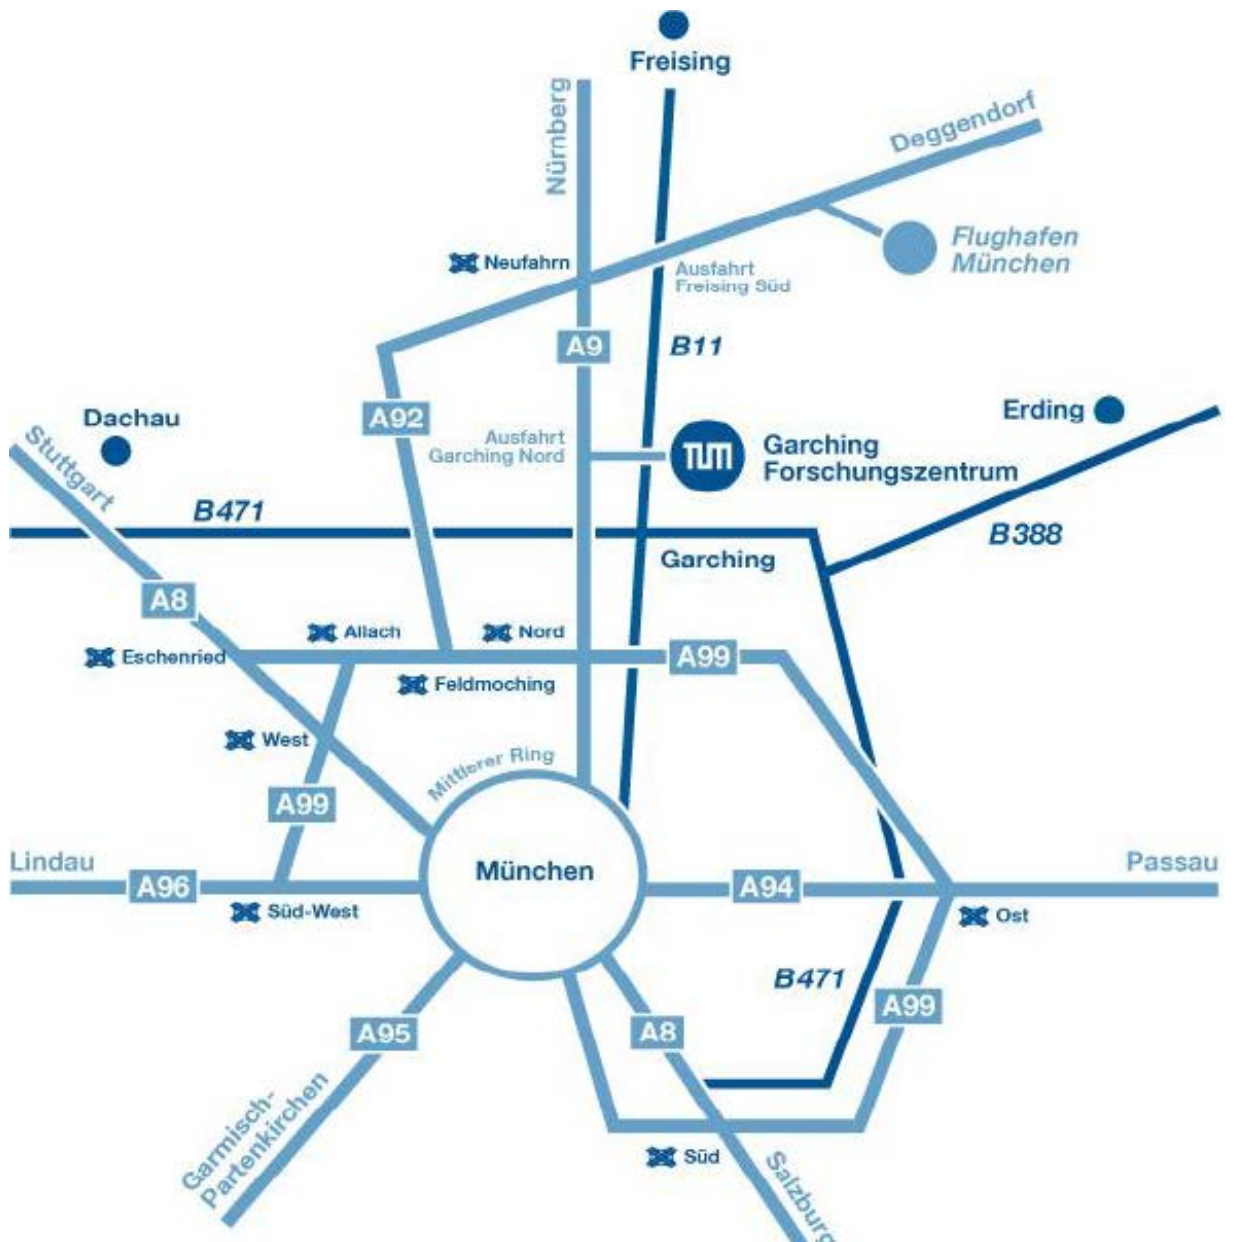 Freising
Nürnberg
Deggendorf
Flughafen
München
Neufahrn
Ausfahrt
Freising Süd
A9
B11
Dachau
A92
Erding
Stuttgart
Ausfahrt
Garching Nord
TUM
Garching
Forschungszentrum
B471
B388
Garching
A8
Allach
Nord
Eschenried
A99
Feldmoching
West
Mittlerer Ring
A99
Lindau
München
Passau
A96
A94
Süd-West
Ost
B471
A99
A95
A8
Garmisch-
Partenkirchen
Süd
Salzburg